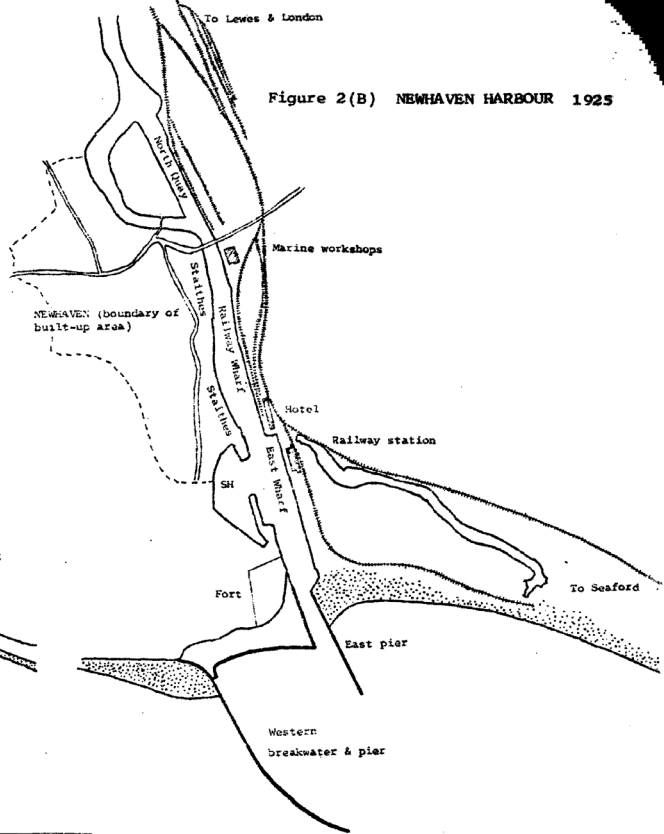 To Lewes & London
Figure 2(B) NEWHAVEN HARBOUR 1925
North Quay
Marine workshops
Staithes
NEWHAVEN (boundary of
built-up area)
Railway Wharf
Staithes
Hotel
Railway station
East Wharf
SH
Fort
To Seaford
East pier
Western
breakwater & pier